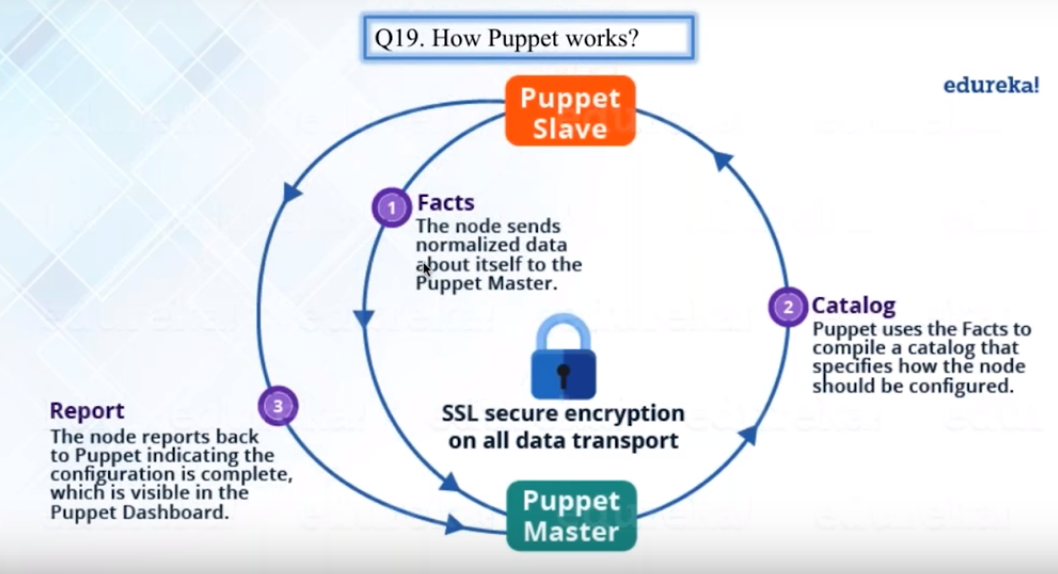 Q19. How Puppet works?
edureka!
Puppet
Slave
1
Facts
The node sends
normalized data
about itself to the
Puppet Master.
2
Catalog
Puppet uses the Facts to
compile a catalog that
specifies how the node
should be configured.
3
Report
The node reports back
to Puppet indicating the
configuration is complete,
which is visible in the
Puppet Dashboard.
SSL secure encryption
on all data transport
Puppet
Master